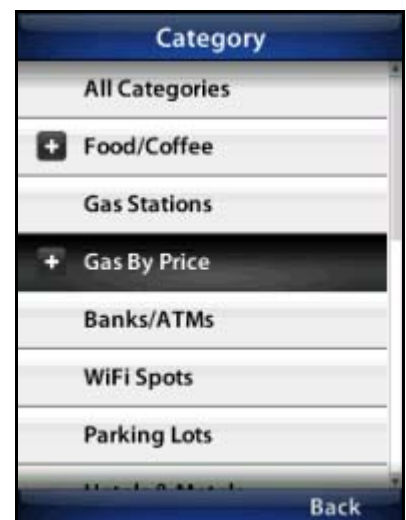 Category
All Categories
Food/Coffee
Gas Stations
Gas By Price
Banks/ATMs
WiFi Spots
Parking Lots
Back